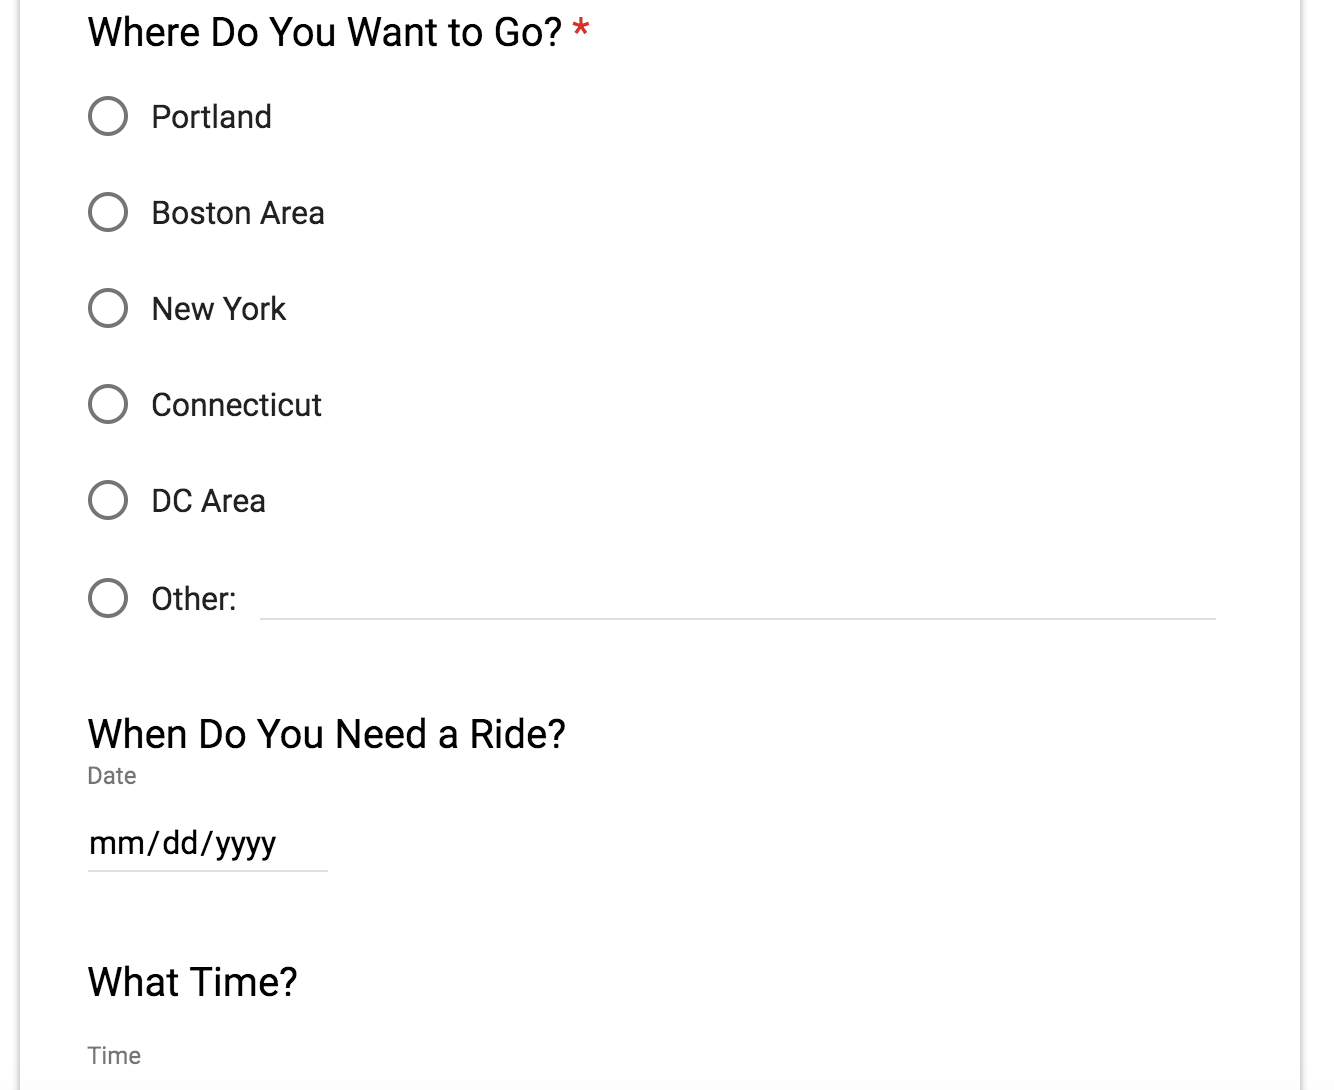 Where Do You Want to Go? *
Portland
Boston Area
New York
Connecticut
DC Area
Other:
When Do You Need a Ride?
Date
mm/dd/yyyy
What Time?
Time